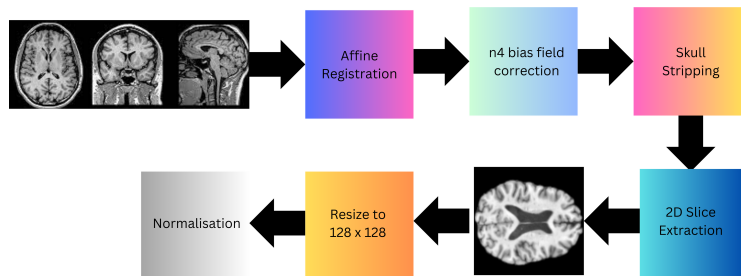 Affine
Registration
n4 bias field
correction
Skull
Stripping
2D Slice
Extraction
Resize to
128 x 128
Normalisation